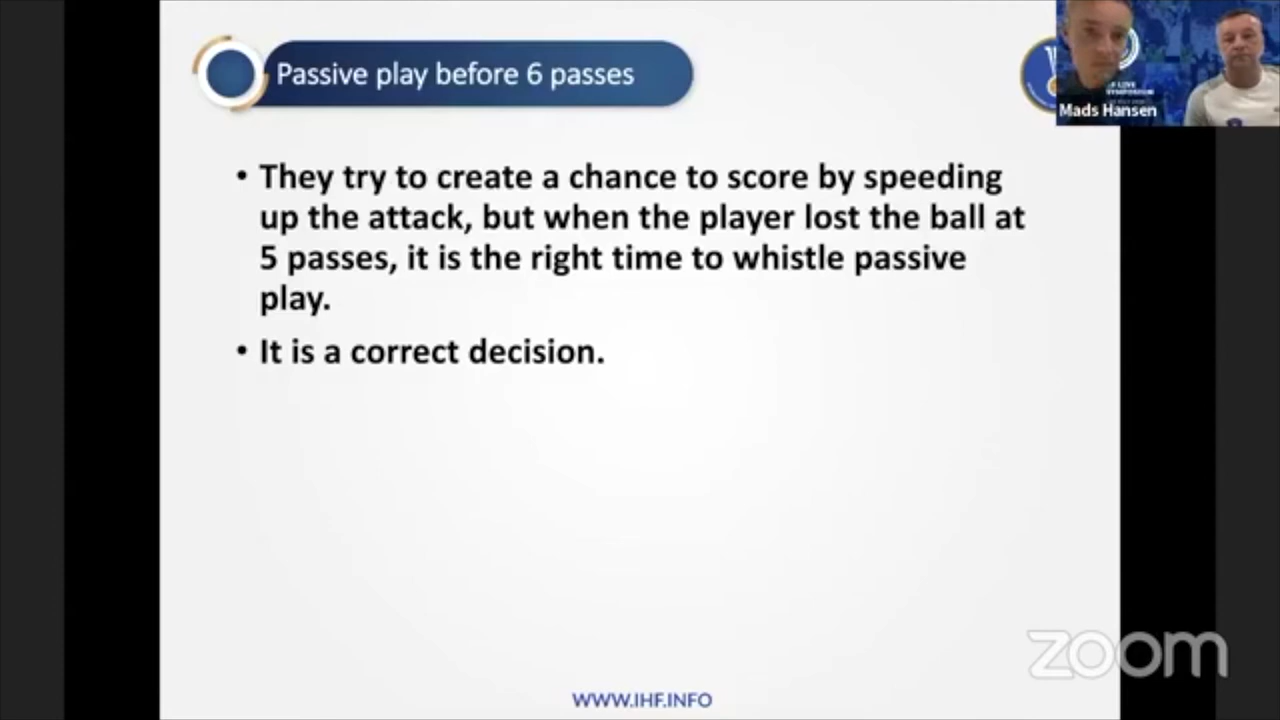 Passive play before 6 passes
Mads Hansen
• They try to create a chance to score by speeding
up the attack, but when the player lost the ball at
5 passes, it is the right time to whistle passive
play.
• It is a correct decision.
zoom
WWW.IHF.INFO